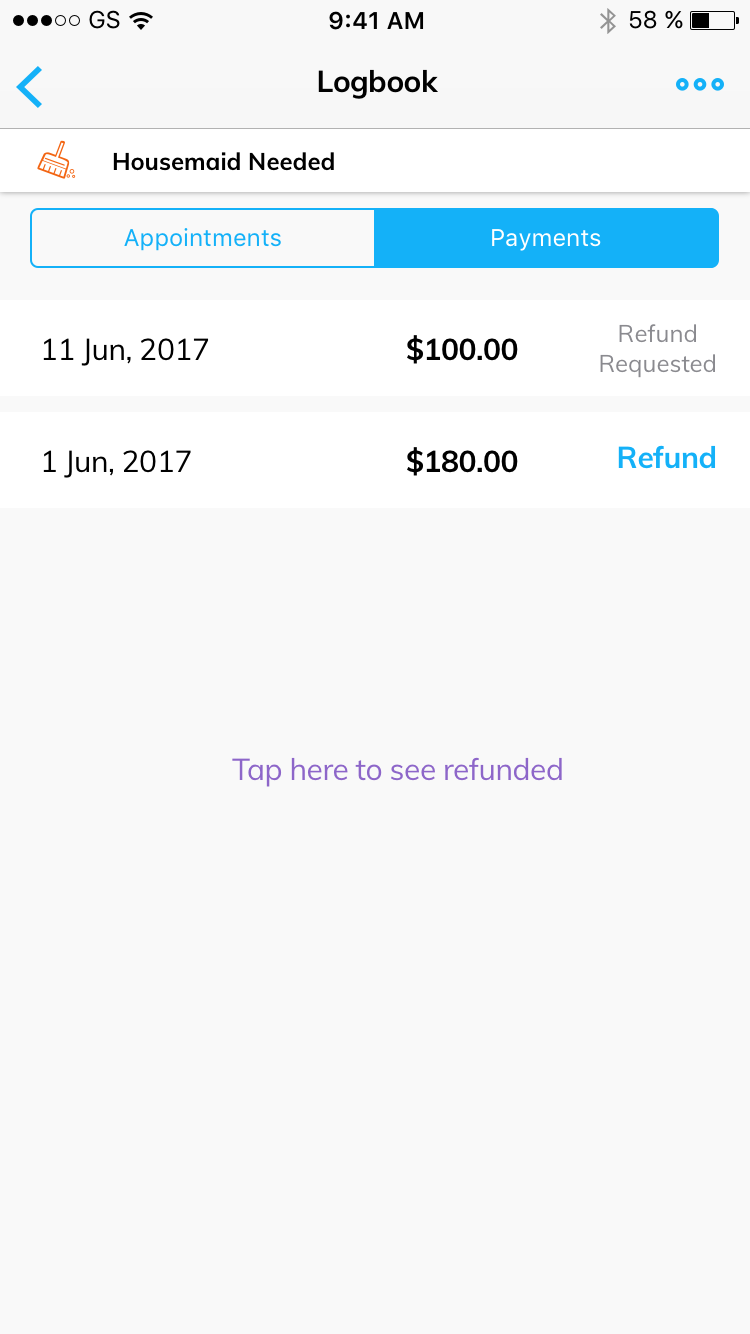 GS 9:41 AM 58 %
Logbook
Housemaid Needed
Appointments Payments
11 Jun, 2017 $100.00 Refund
Requested
1 Jun, 2017 $180.00 Refund
Tap here to see refunded